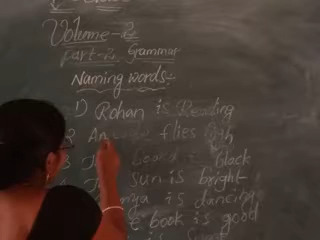 Volume-2
Part-2 Grammar
Naming words:-
1) Rohan is Reading
flies high
board is black
Sun is bright
is dancing
book is good
is